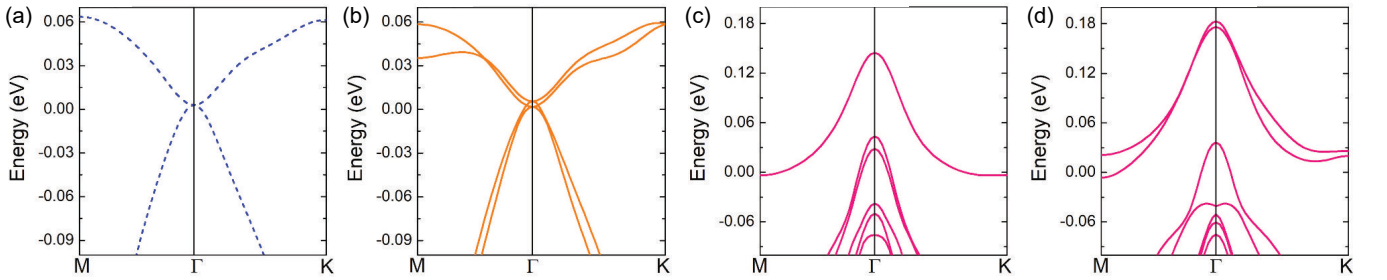 (a)
Energy (eV)
0.06
0.03
0.00
-0.03
-0.06
-0.09
M Γ K
(b)
Energy (eV)
0.06
0.03
0.00
-0.03
-0.06
-0.09
M Γ K
(c)
Energy (eV)
0.18
0.12
0.06
0.00
-0.06
M Γ K
(d)
Energy (eV)
0.18
0.12
0.06
0.00
-0.06
M Γ K